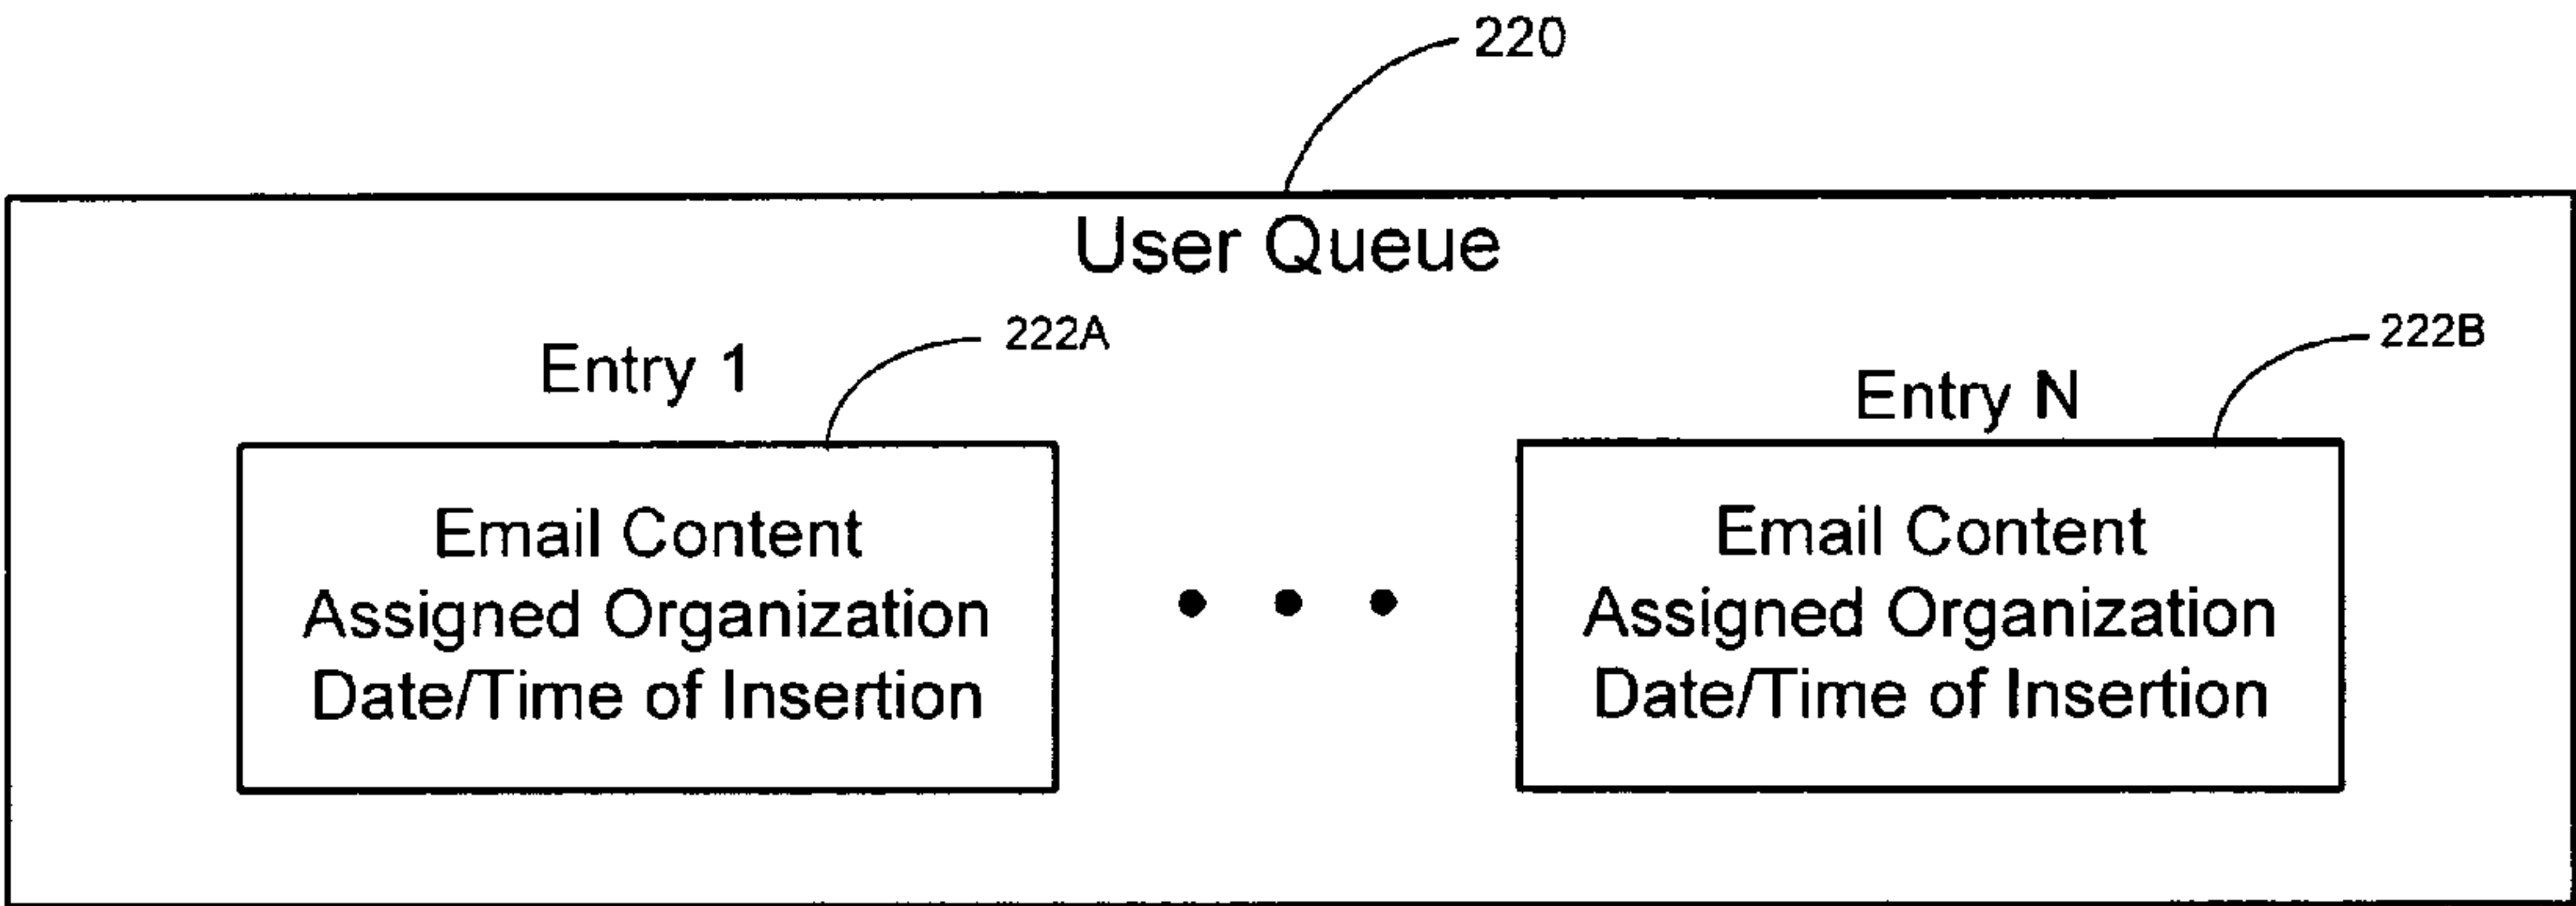 220
User Queue
Entry 1
222A
Entry N
222B
Email Content
Assigned Organization
Date/Time of Insertion
Email Content
Assigned Organization
Date/Time of Insertion